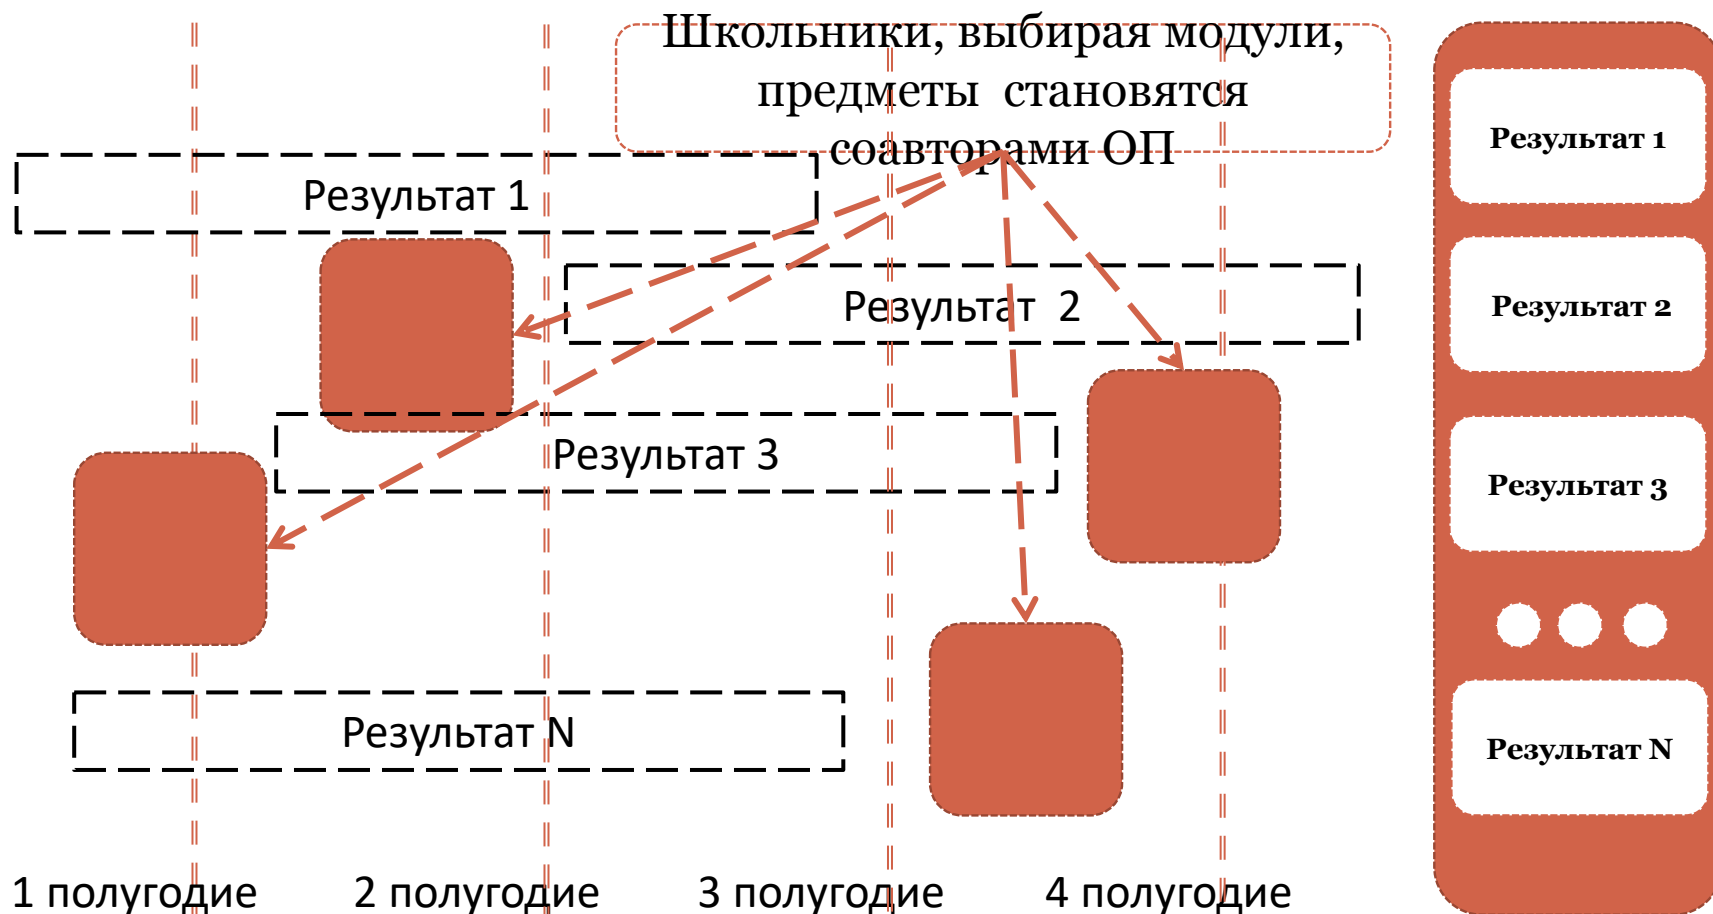 Школьники, выбирая модули,
предметы становятся
соавторами ОП
Результат 1
Результат 2
Результат 3
Результат N
1 полугодие
2 полугодие
3 полугодие
4 полугодие
Результат 1
Результат 2
Результат 3
Результат N